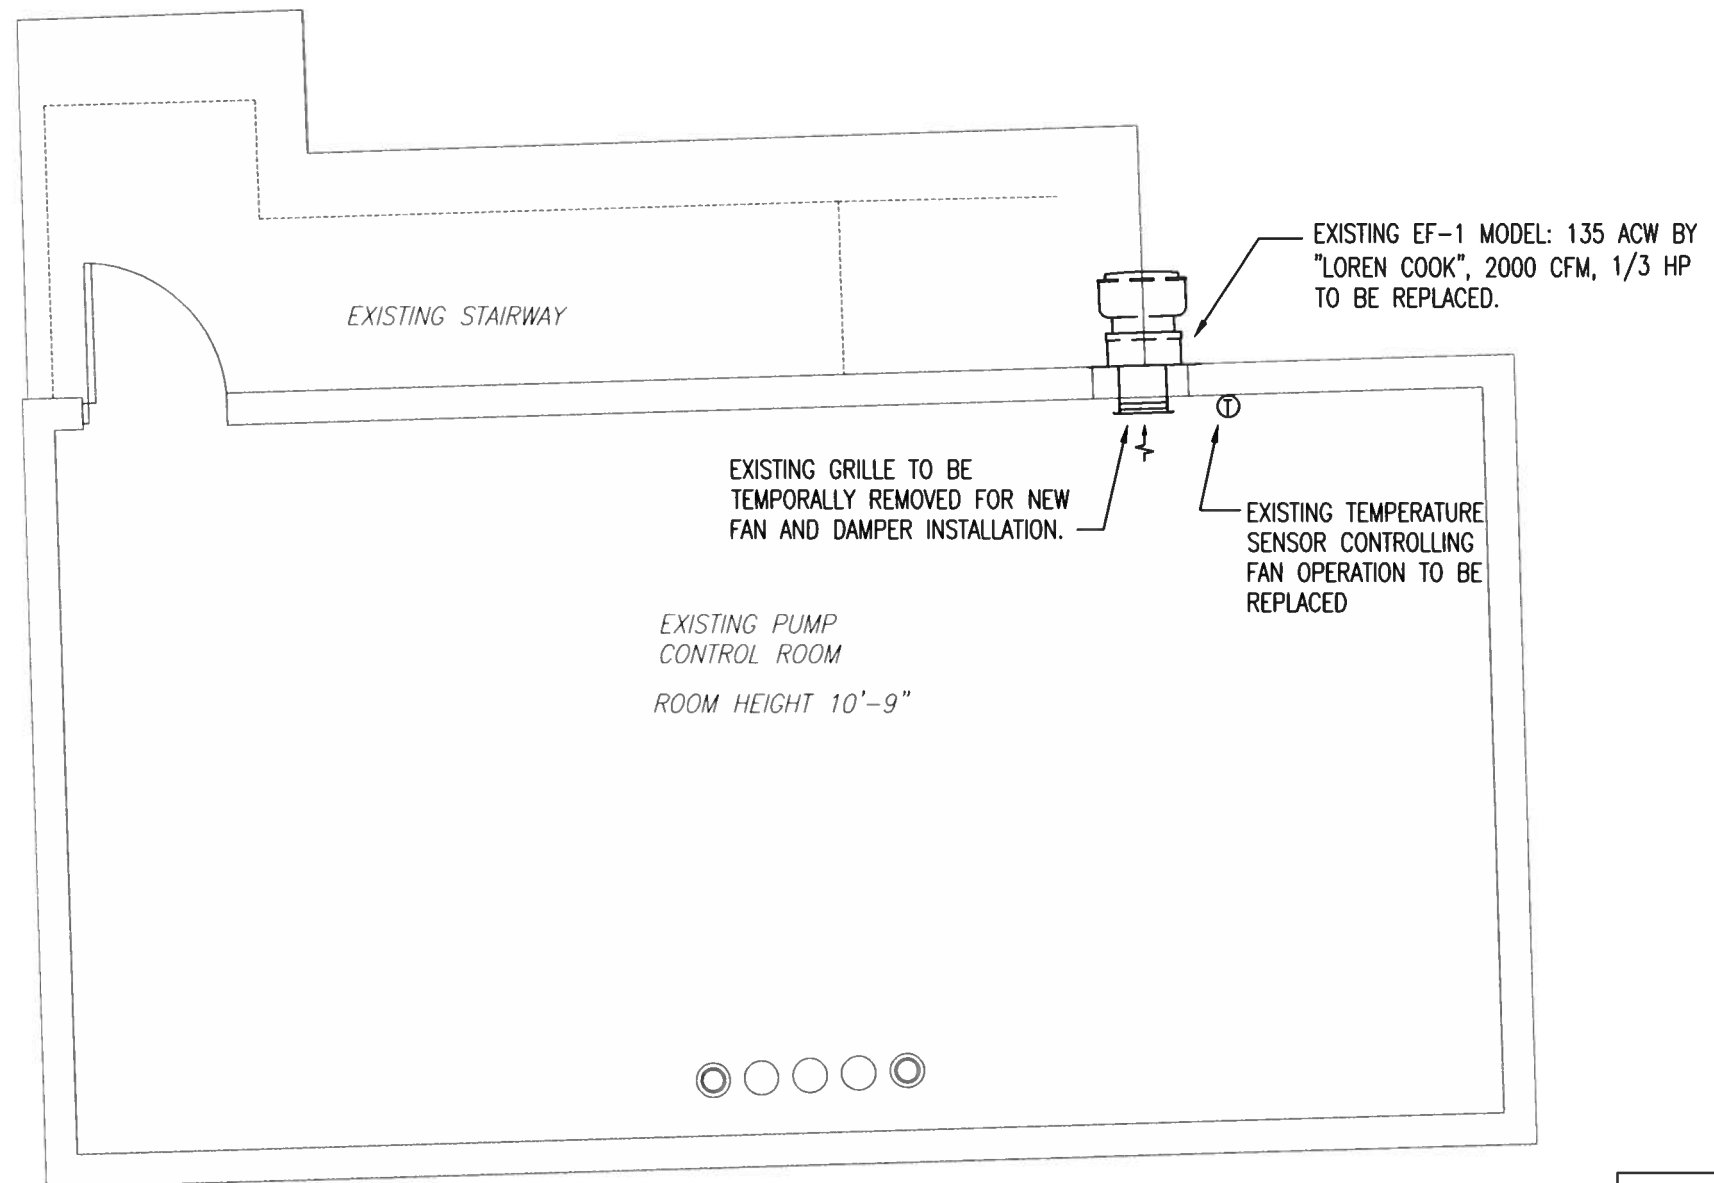 EXISTING EF-1 MODEL: 135 ACW BY
"LOREN COOK", 2000 CFM, 1/3 HP
TO BE REPLACED.
EXISTING STAIRWAY
T
EXISTING GRILLE TO BE
TEMPORALLY REMOVED FOR NEW
FAN AND DAMPER INSTALLATION.
EXISTING TEMPERATURE
SENSOR CONTROLLING
FAN OPERATION TO BE
REPLACED
EXISTING PUMP
CONTROL ROOM
ROOM HEIGHT 10'-9"